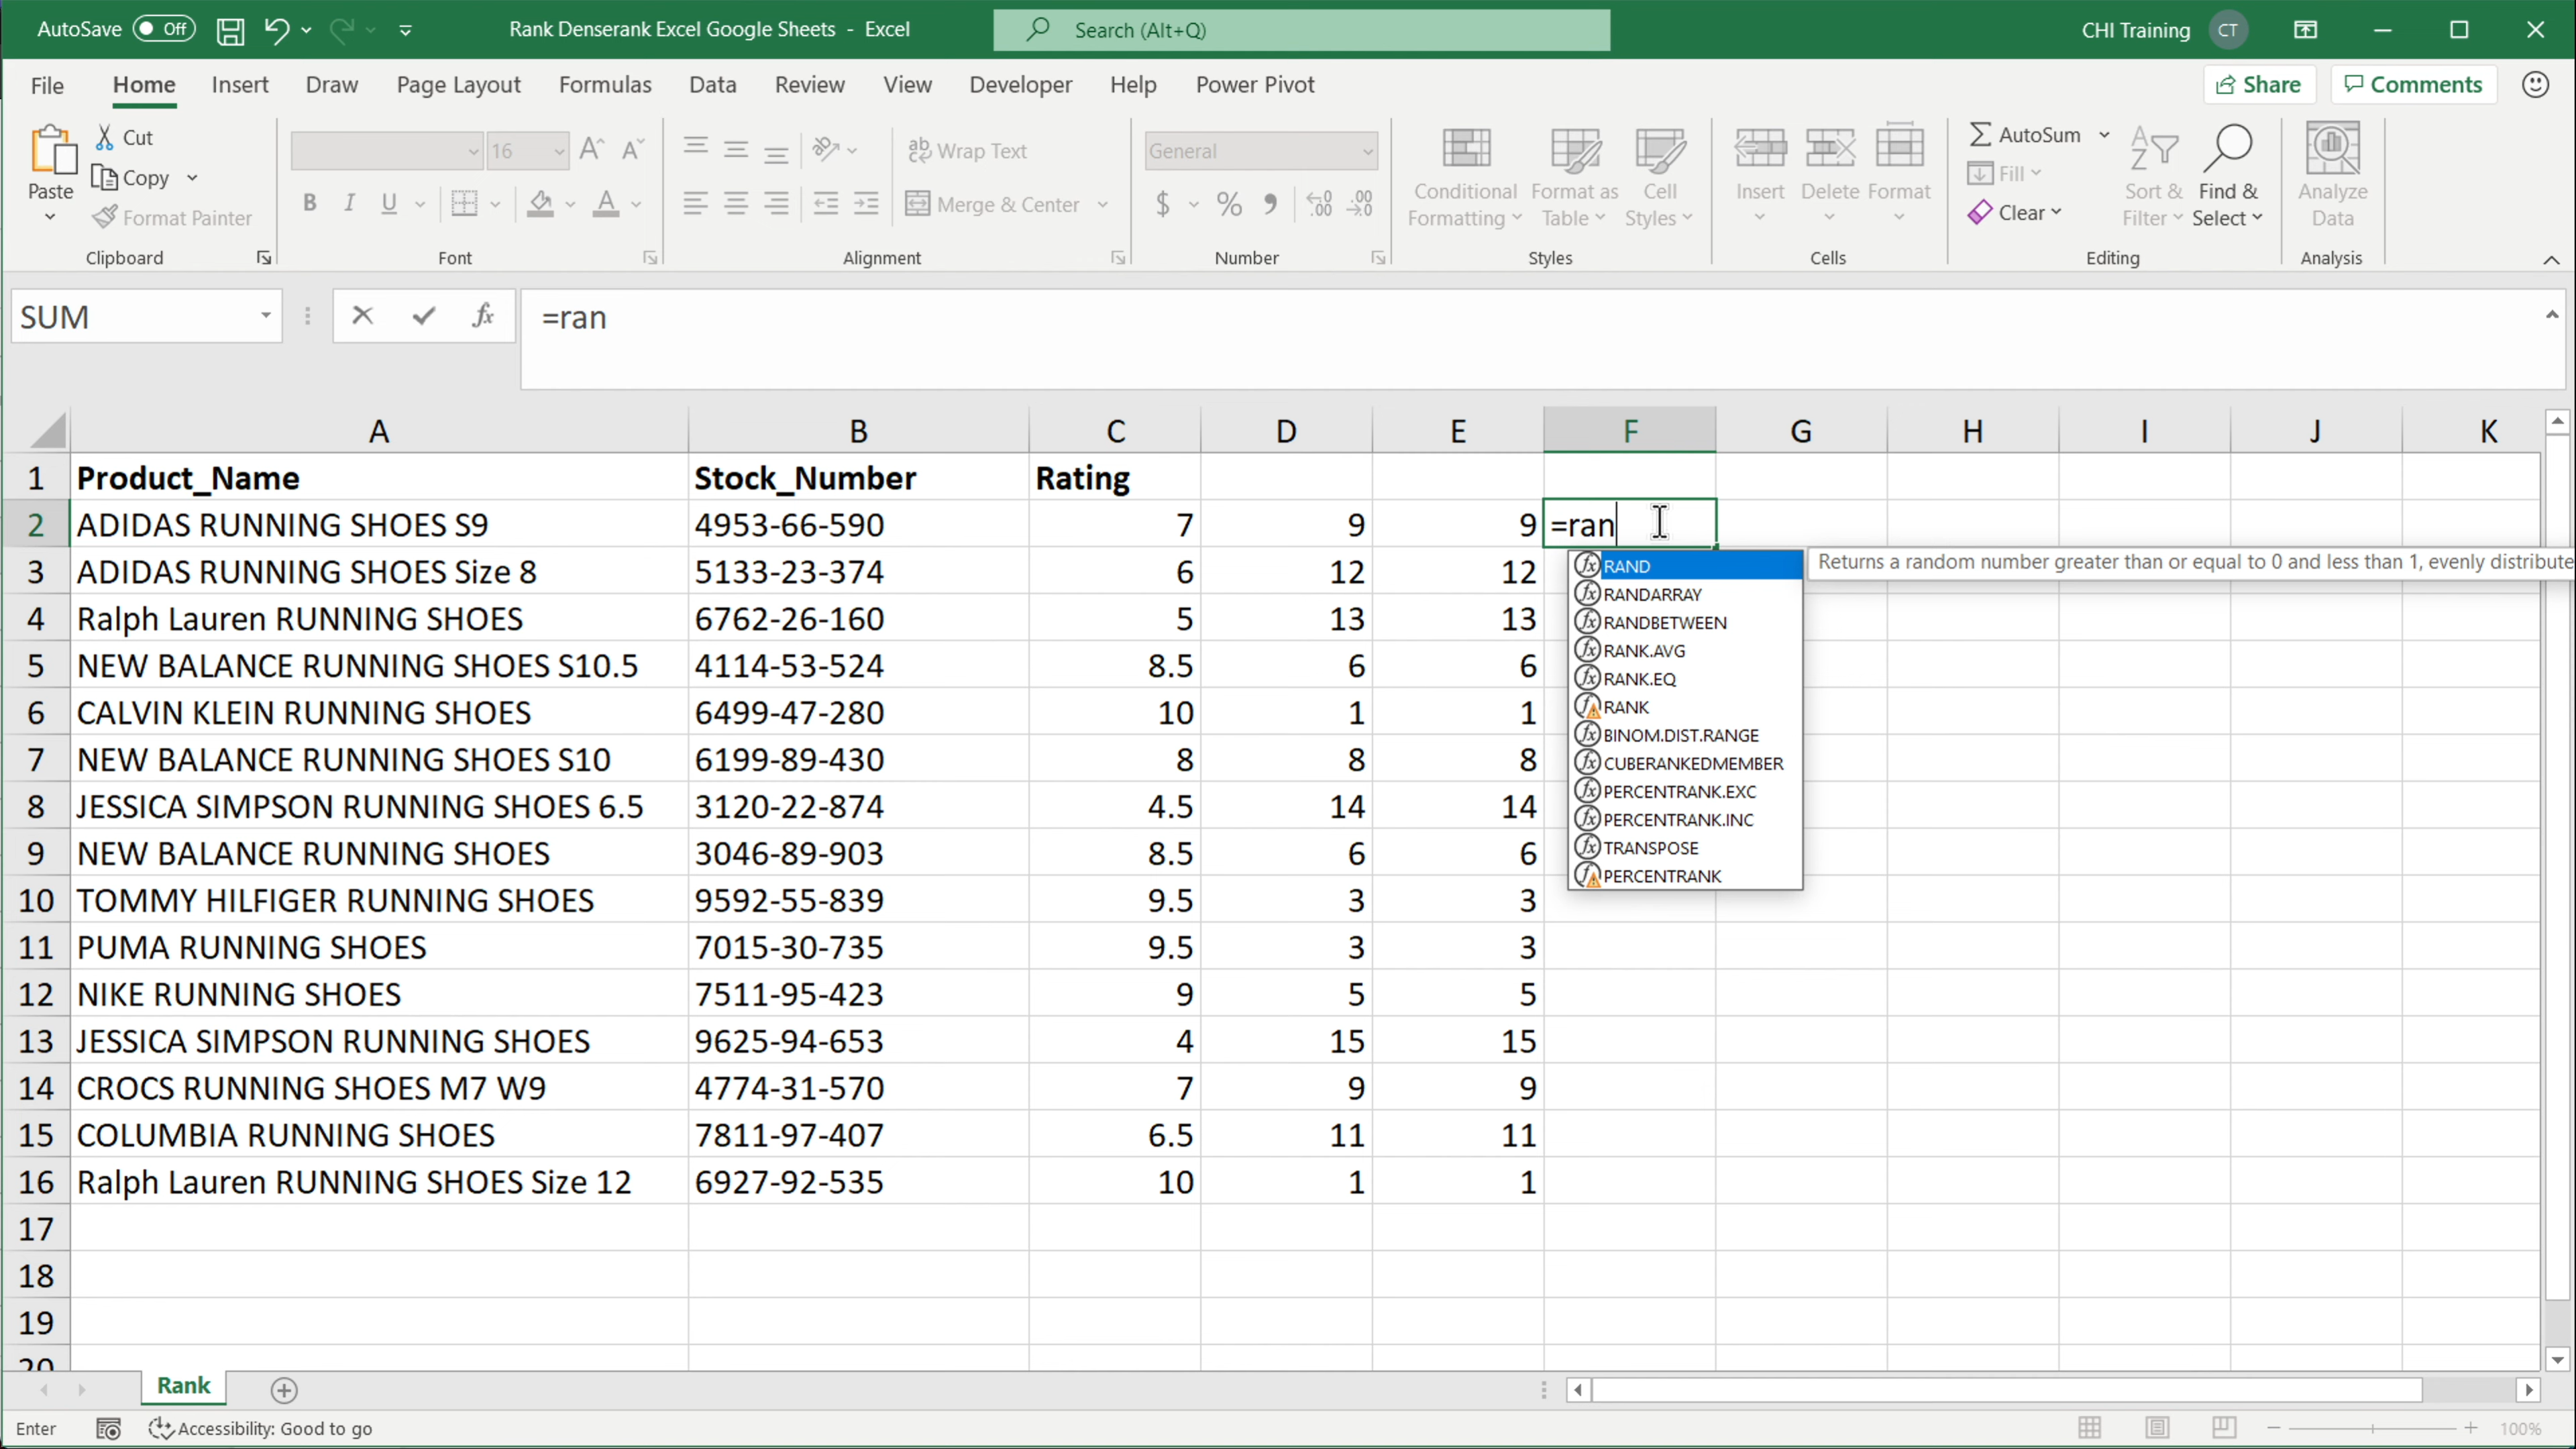 AutoSave Off Rank Denserank Excel Google Sheets - Excel Search (Alt+Q) CHI Training CT
File Home Insert Draw Page Layout Formulas Data Review View Developer Help Power Pivot Share Comments
Paste
Cut
Copy
Format Painter
Clipboard
16
B I U A
Font
ab Wrap Text
Merge & Center
Alignment
General
$ % 9 .00
Number
Conditional Formatting
Format as Table
Cell Styles
Styles
Insert Delete Format
Cells
AutoSum
Fill
Clear
Sort & Filter
Find & Select
Editing
Analyze Data
Analysis
SUM fx =ran
A B C D E F G H I J K
1 Product_Name Stock_Number Rating
2 ADIDAS RUNNING SHOES S9 4953-66-590 7 9 9 =ran
3 ADIDAS RUNNING SHOES Size 8 5133-23-374 6 12 12
4 Ralph Lauren RUNNING SHOES 6762-26-160 5 13 13
5 NEW BALANCE RUNNING SHOES S10.5 4114-53-524 8.5 6 6
6 CALVIN KLEIN RUNNING SHOES 6499-47-280 10 1 1
7 NEW BALANCE RUNNING SHOES S10 6199-89-430 8 8 8
8 JESSICA SIMPSON RUNNING SHOES 6.5 3120-22-874 4.5 14 14
9 NEW BALANCE RUNNING SHOES 3046-89-903 8.5 6 6
10 TOMMY HILFIGER RUNNING SHOES 9592-55-839 9.5 3 3
11 PUMA RUNNING SHOES 7015-30-735 9.5 3 3
12 NIKE RUNNING SHOES 7511-95-423 9 5 5
13 JESSICA SIMPSON RUNNING SHOES 9625-94-653 4 15 15
14 CROCS RUNNING SHOES M7 W9 4774-31-570 7 9 9
15 COLUMBIA RUNNING SHOES 7811-97-407 6.5 11 11
16 Ralph Lauren RUNNING SHOES Size 12 6927-92-535 10 1 1
17
18
19
20
RAND
RANDARRAY
RANDBETWEEN
RANK.AVG
RANK.EQ
RANK
BINOM.DIST.RANGE
CUBERANKEDMEMBER
PERCENTRANK.EXC
PERCENTRANK.INC
TRANSPOSE
PERCENTRANK
Returns a random number greater than or equal to 0 and less than 1, evenly distribute
Rank
Enter Accessibility: Good to go 100%